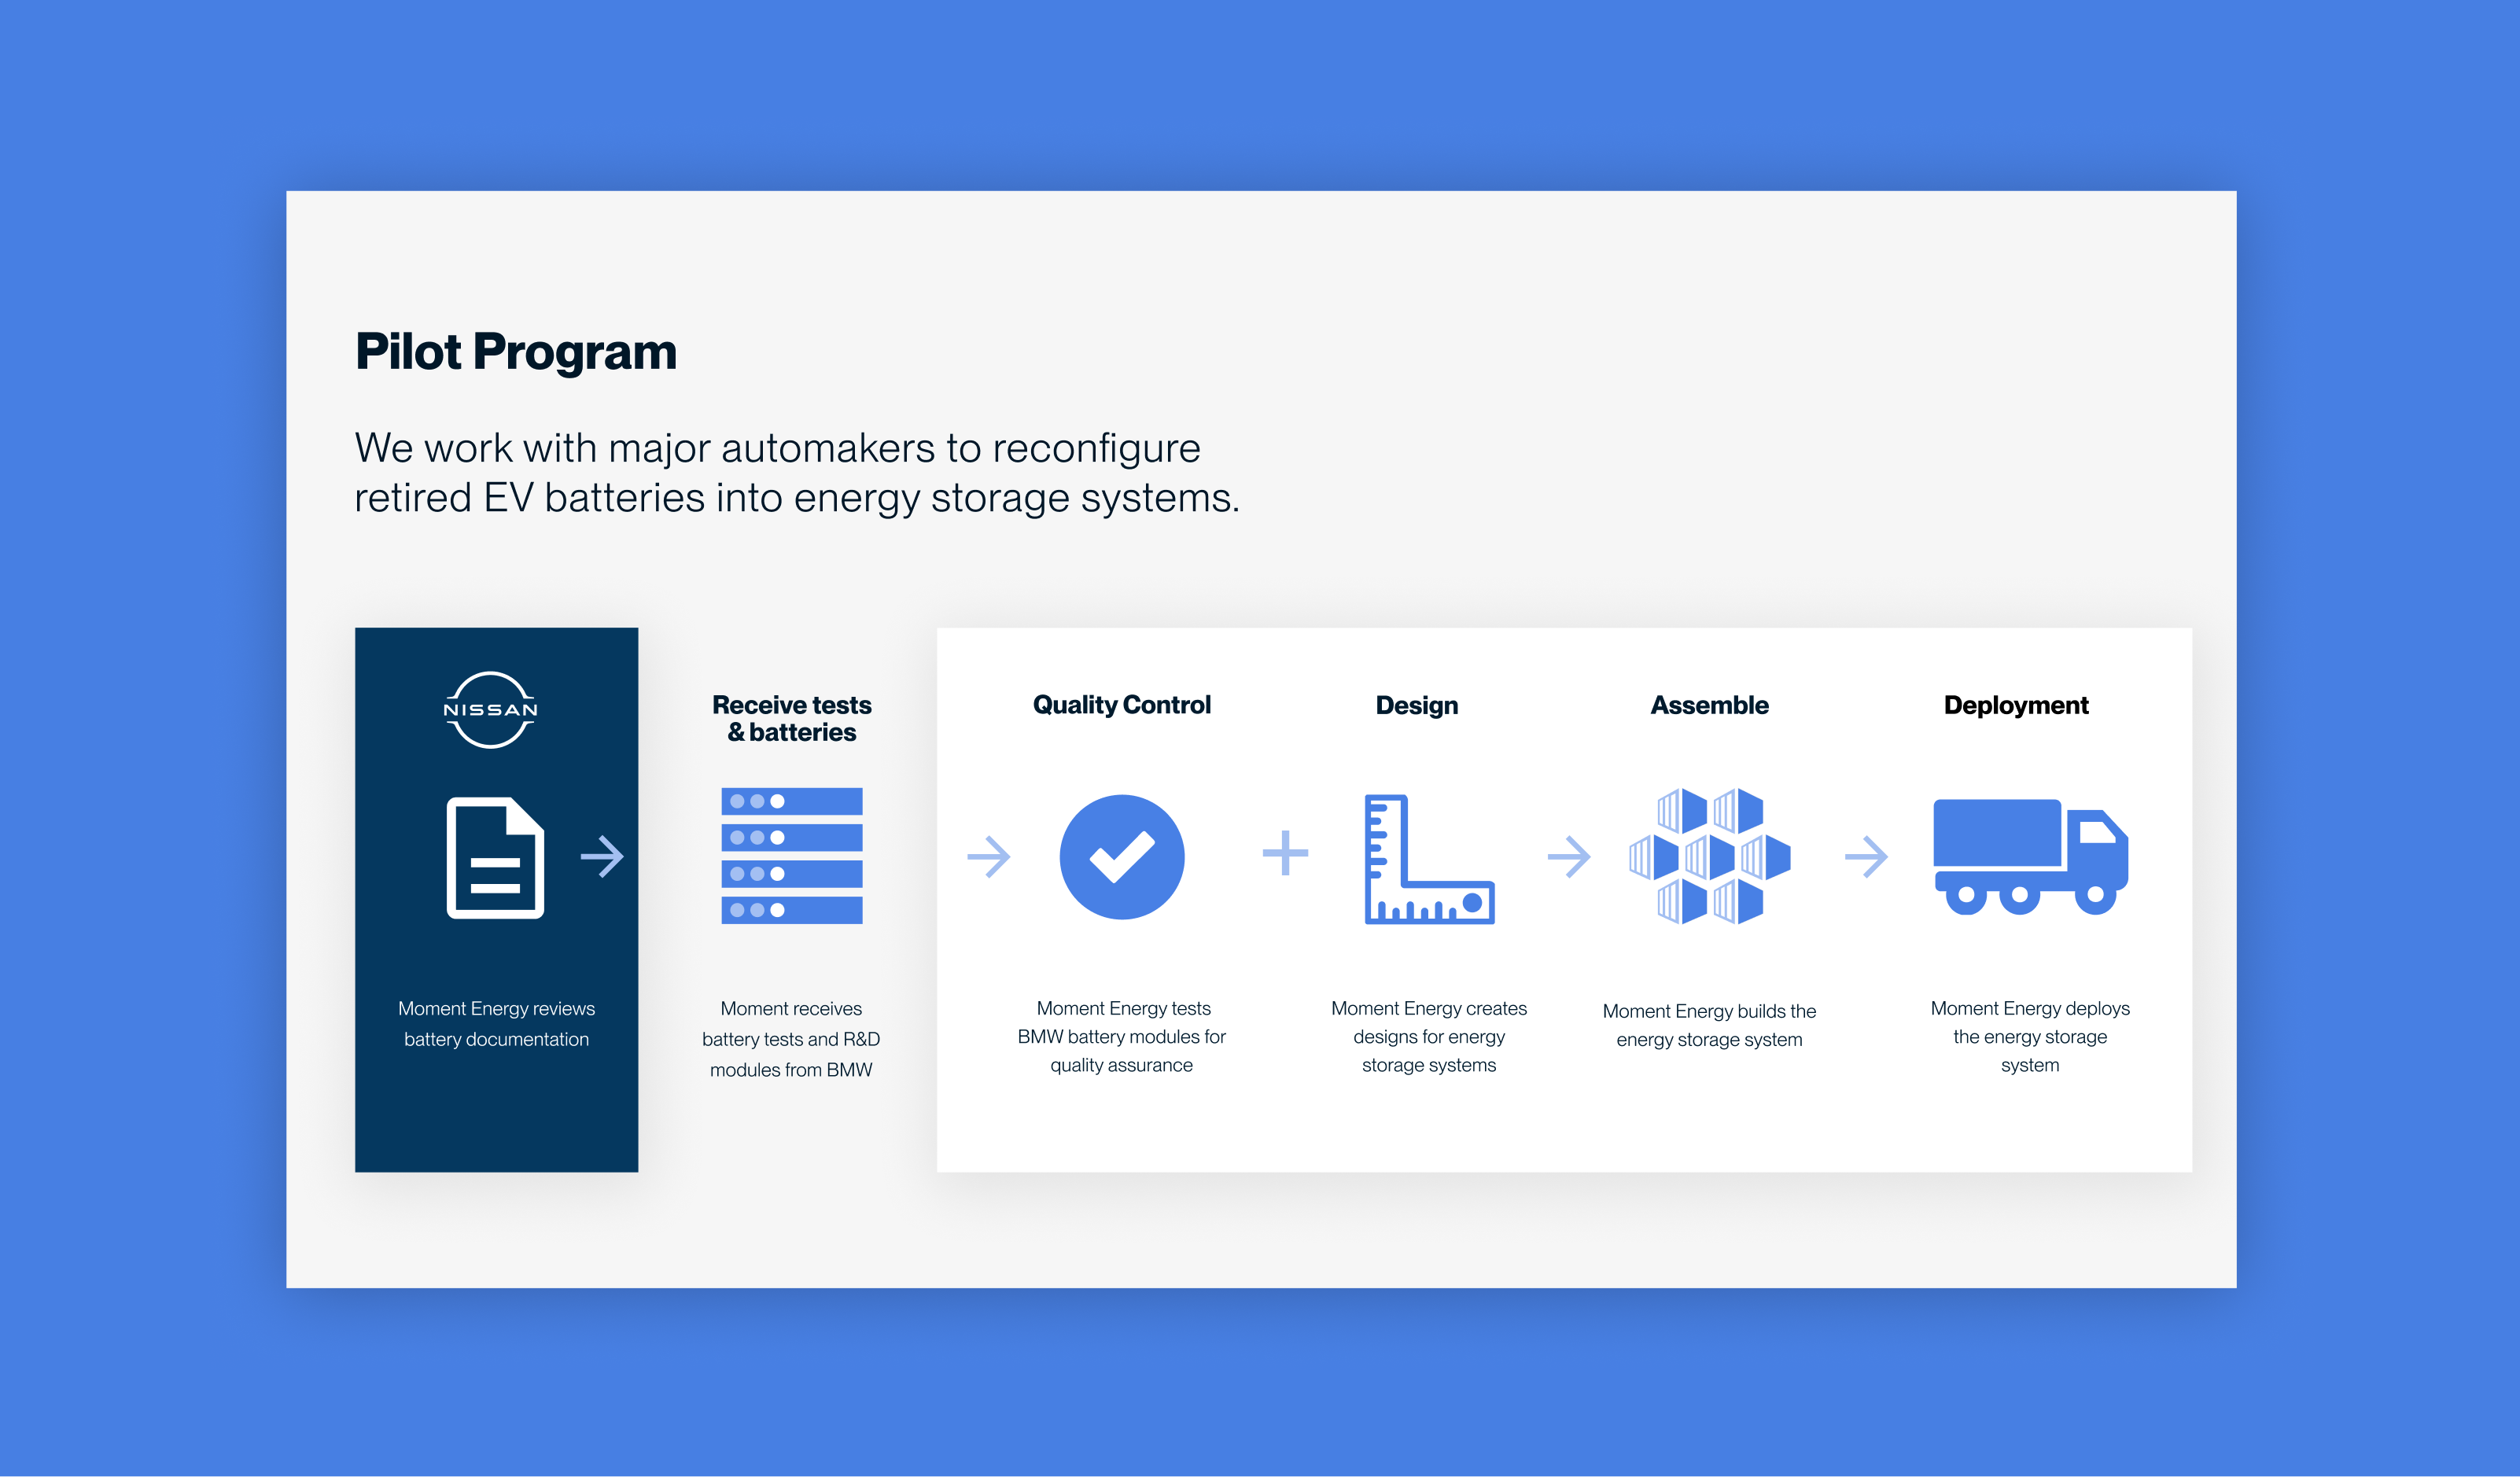 Pilot Program
We work with major automakers to reconfigure
retired EV batteries into energy storage systems.
NISSAN
Moment Energy reviews
battery documentation
Receive tests
& batteries
Moment receives
battery tests and R&D
modules from BMW
Quality Control
Moment Energy tests
BMW battery modules for
quality assurance
Design
Moment Energy creates
designs for energy
storage systems
Assemble
Moment Energy builds the
energy storage system
Deployment
Moment Energy deploys
the energy storage
system